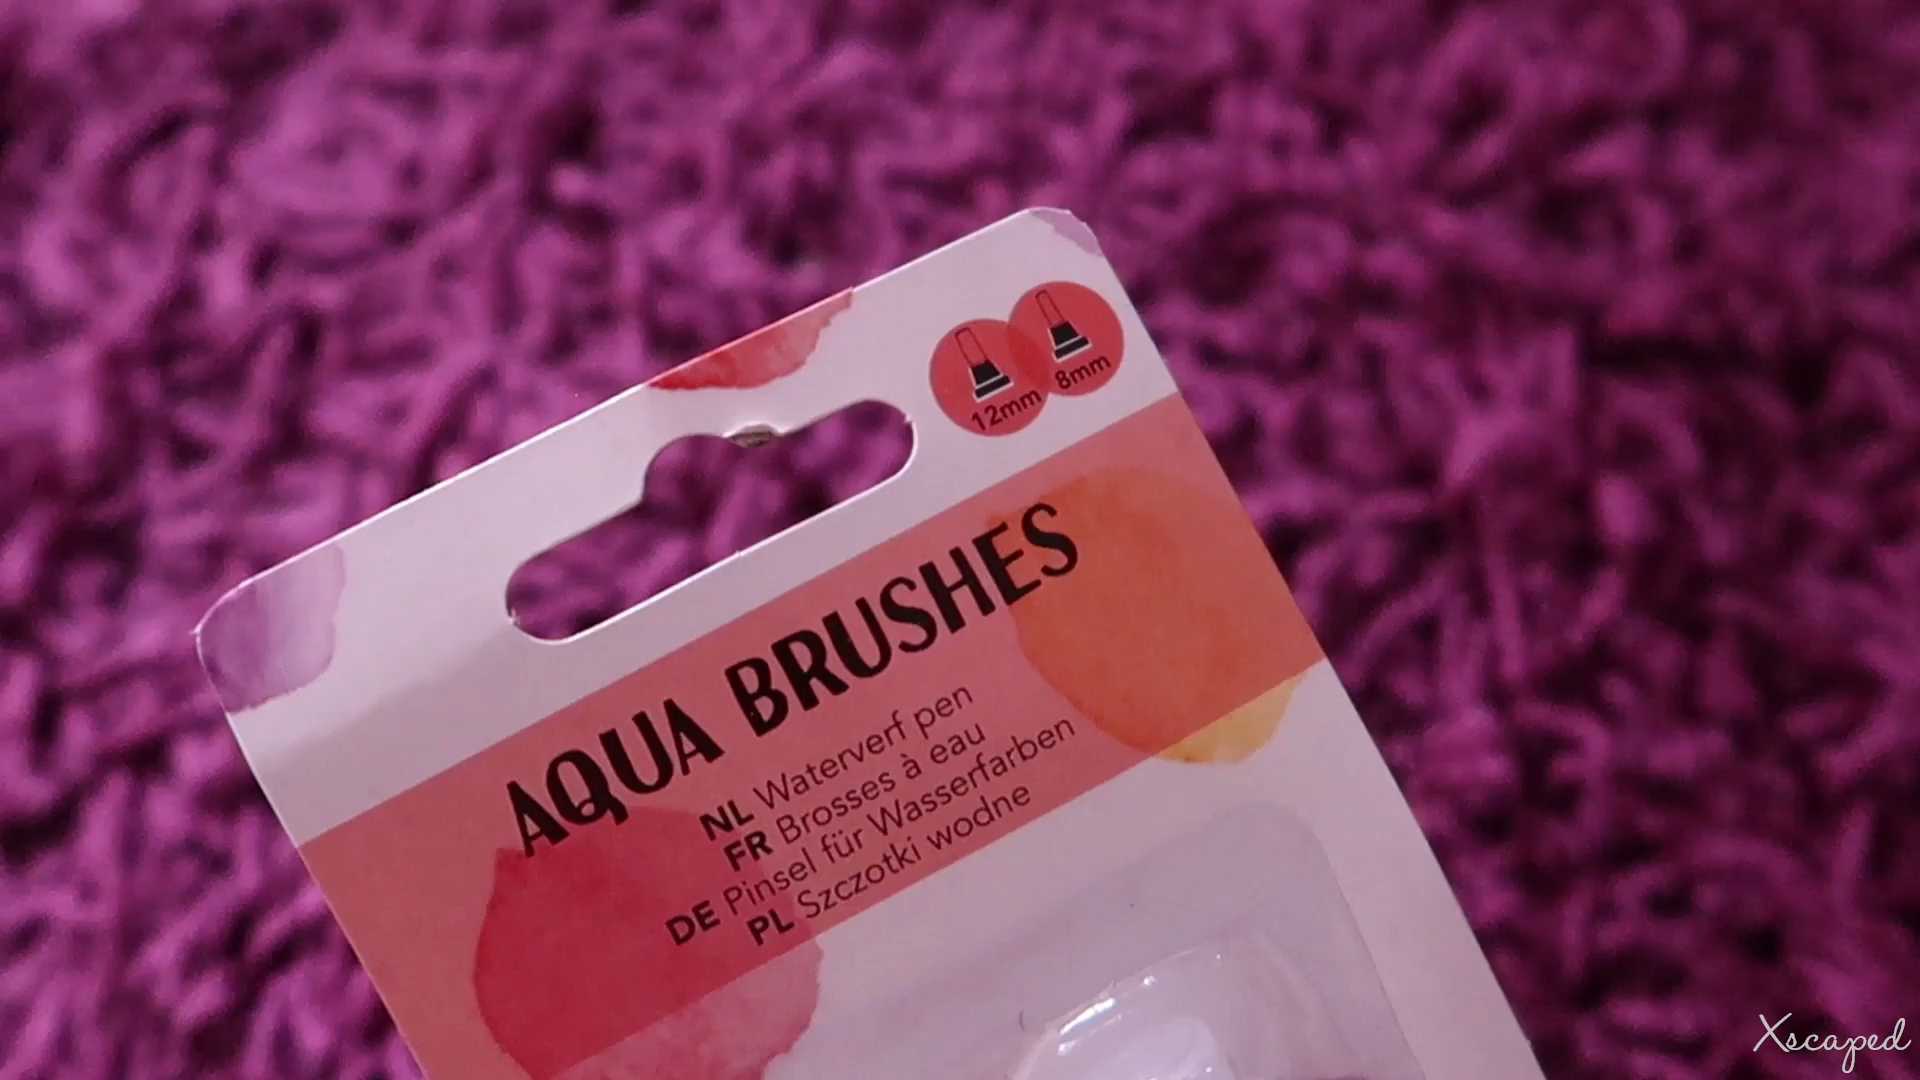 12mm 8mm
AQUA BRUSHES
NL Waterverf pen
FR Brosses à eau
DE Pinsel für Wasserfarben
PL Szczotki wodne
Xscaped